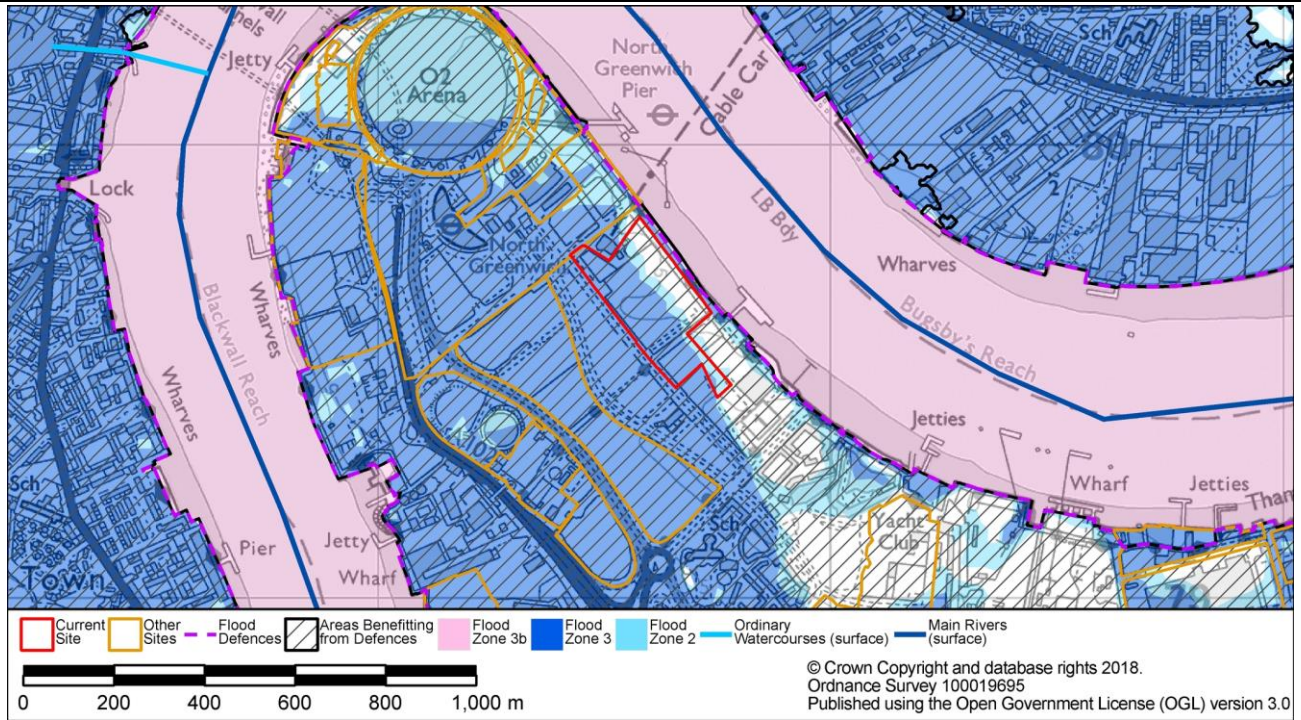 Jetty
O2
Arena
North
Greenwich
Pier
Cable Car
Sch
Lock
LB Bdy
North
Greenwich
Wharves
Wharves
Blackwall Reach
Bugsby's Reach
Wharves
Jetties
Sch
Wharf
Jetties
Sch
Yacht
Club
Pier
Jetty
Town
Wharf
Current
Site
Other
Sites
Flood
Defences
Areas Benefitting
from Defences
Flood
Zone 3b
Flood
Zone 3
Flood
Zone 2
Ordinary
Watercourses (surface)
Main Rivers
(surface)
0 200 400 600 800 1,000 m
© Crown Copyright and database rights 2018.
Ordnance Survey 100019695
Published using the Open Government License (OGL) version 3.0